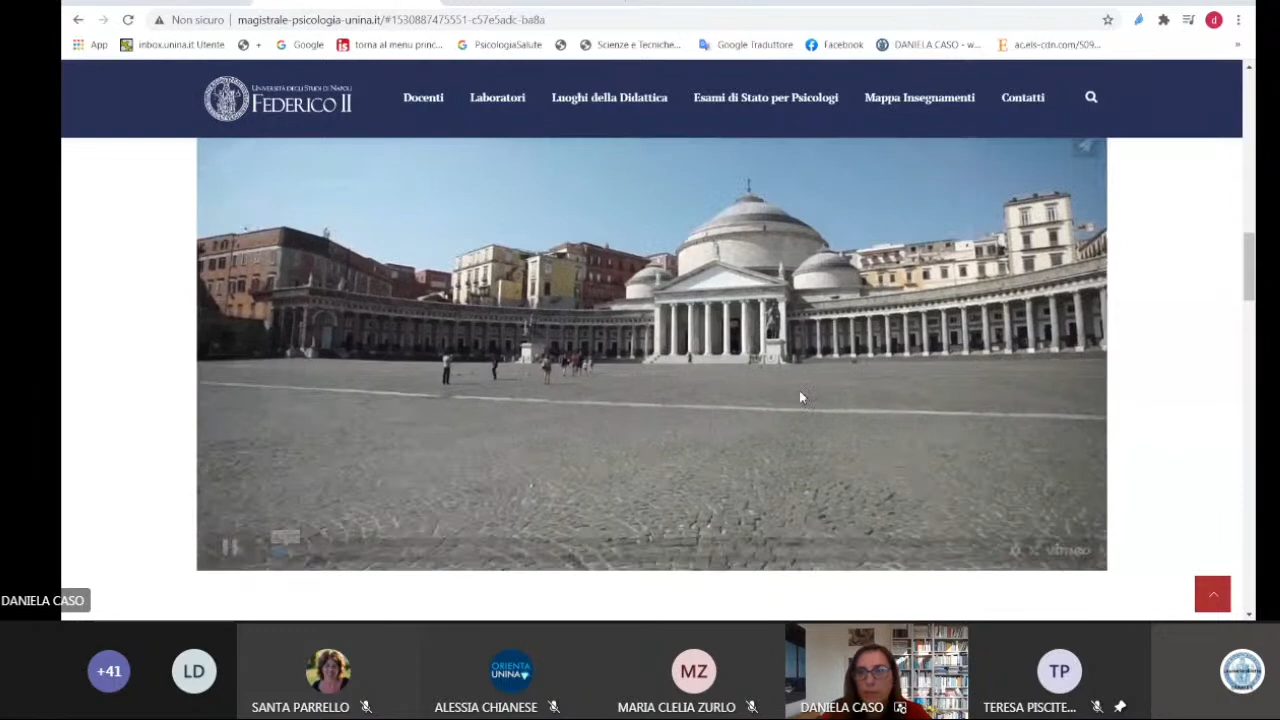 Non sicuro | magistrale-psicologia-unina.it/#1530887475551-c57e5adc-ba8a
d
App
inbox.unina.it Utente
+
Google
torna al menu princ...
PsicologiaSalute
Scienze e Tecniche...
Google Traduttore
Facebook
DANIELA CASO - w...
ac.els-cdn.com/509...
»
UNIVERSITÀ DEGLI STUDI DI NAPOLI
FEDERICO II
Docenti
Laboratori
Luoghi della Didattica
Esami di Stato per Psicologi
Mappa Insegnamenti
Contatti
vimeo
DANIELA CASO
+41
LD
ORIENTA
UNINA
MZ
TP
SANTA PARRELLO
ALESSIA CHIANESE
MARIA CLELIA ZURLO
DANIELA CASO
TERESA PISCITE...